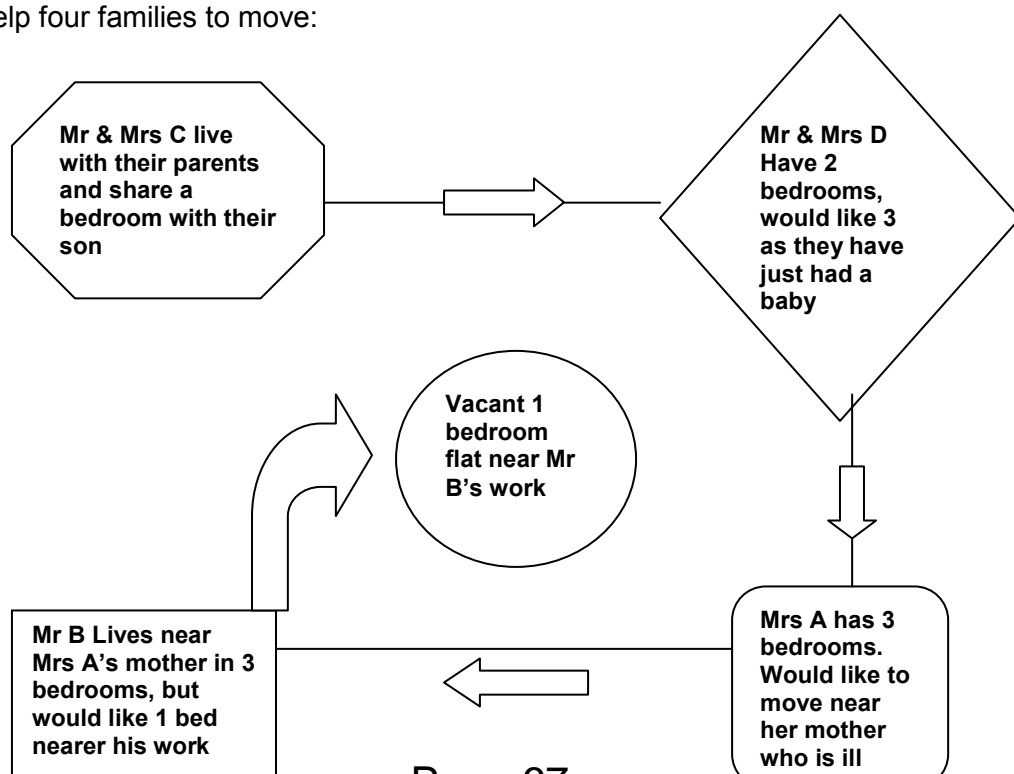 elp four families to move:
Mr & Mrs C live
with their parents
and share a
bedroom with their
son
Mr & Mrs D
Have 2
bedrooms,
would like 3
as they have
just had a
baby
Vacant 1
bedroom
flat near Mr
B’s work
Mr B Lives near
Mrs A’s mother in 3
bedrooms, but
would like 1 bed
nearer his work
Mrs A has 3
bedrooms.
Would like to
move near
her mother
who is ill